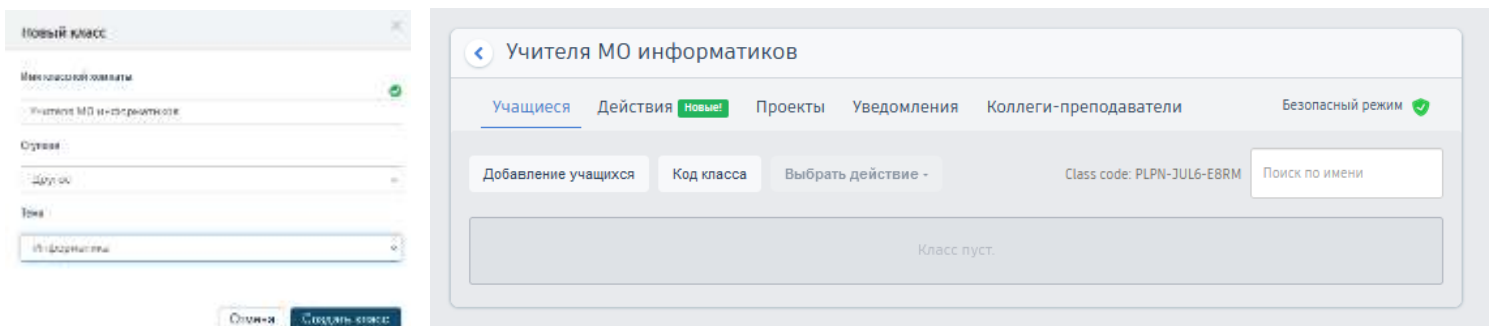 Новый класс
Имя классной комнаты
Учителя МО информатиков
Ступени
Другое
Тема
Информатика
Отмена Создать класс
Учителя МО информатиков
Учащиеся Действия Новые! Проекты Уведомления Коллеги-преподаватели Безопасный режим
Добавление учащихся Код класса Выбрать действие Class code: PLPN-JUL6-E8RM Поиск по имени
Класс пуст.